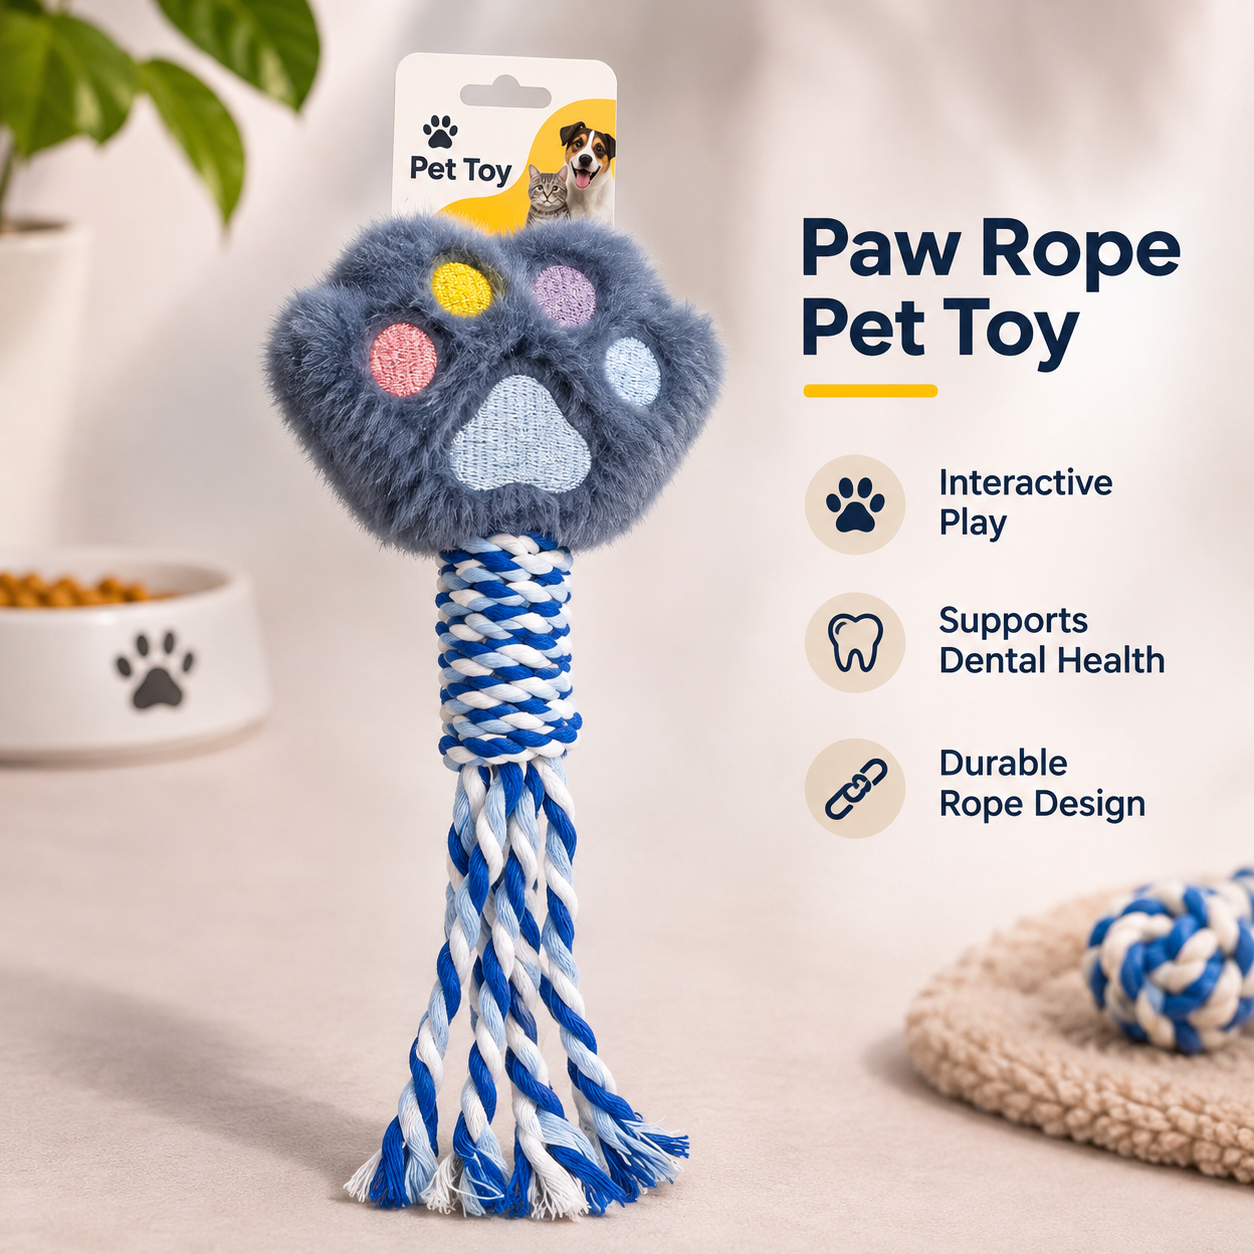 Pet Toy
Paw Rope
Pet Toy
Interactive
Play
Supports
Dental Health
Durable
Rope Design